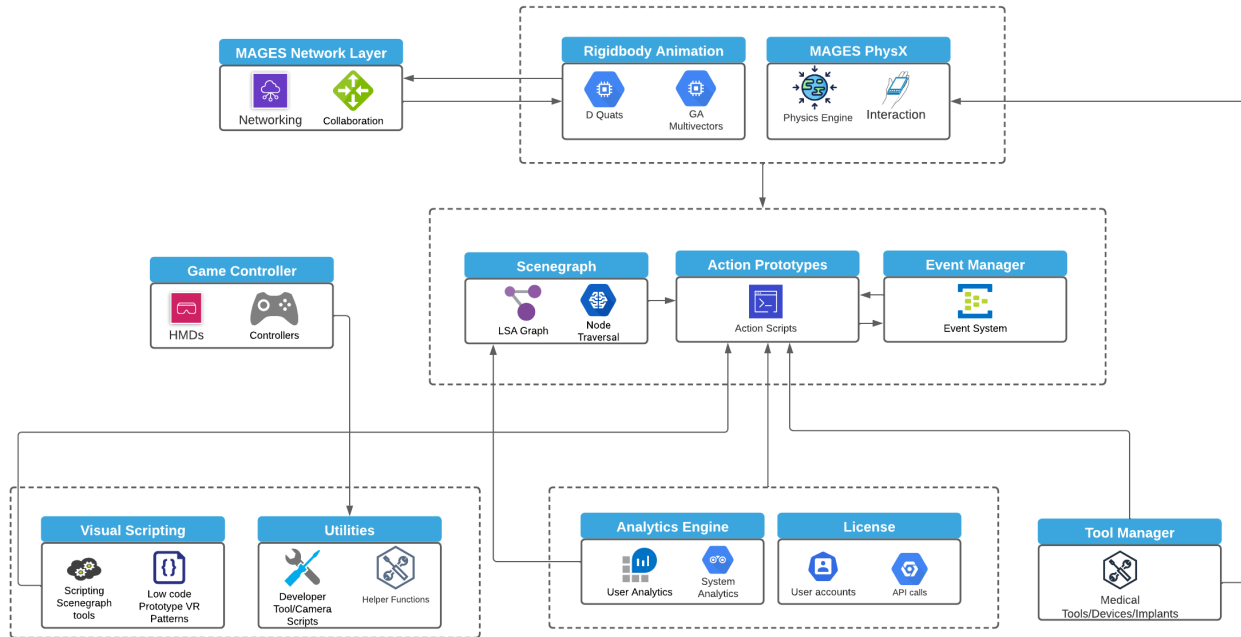 MAGES Network Layer
Networking
Collaboration
Rigidbody Animation
D Quats
GA
Multivectors
MAGES PhysX
Physics Engine
Interaction
Game Controller
HMDs
Controllers
Scenegraph
LSA Graph
Node
Traversal
Action Prototypes
Action Scripts
Event Manager
Event System
Visual Scripting
Scripting
Scenegraph
tools
Low code
Prototype VR
Patterns
Utilities
Developer
Tool/Camera
Scripts
Helper Functions
Analytics Engine
User Analytics
System
Analytics
License
User accounts
API calls
Tool Manager
Medical
Tools/Devices/Implants